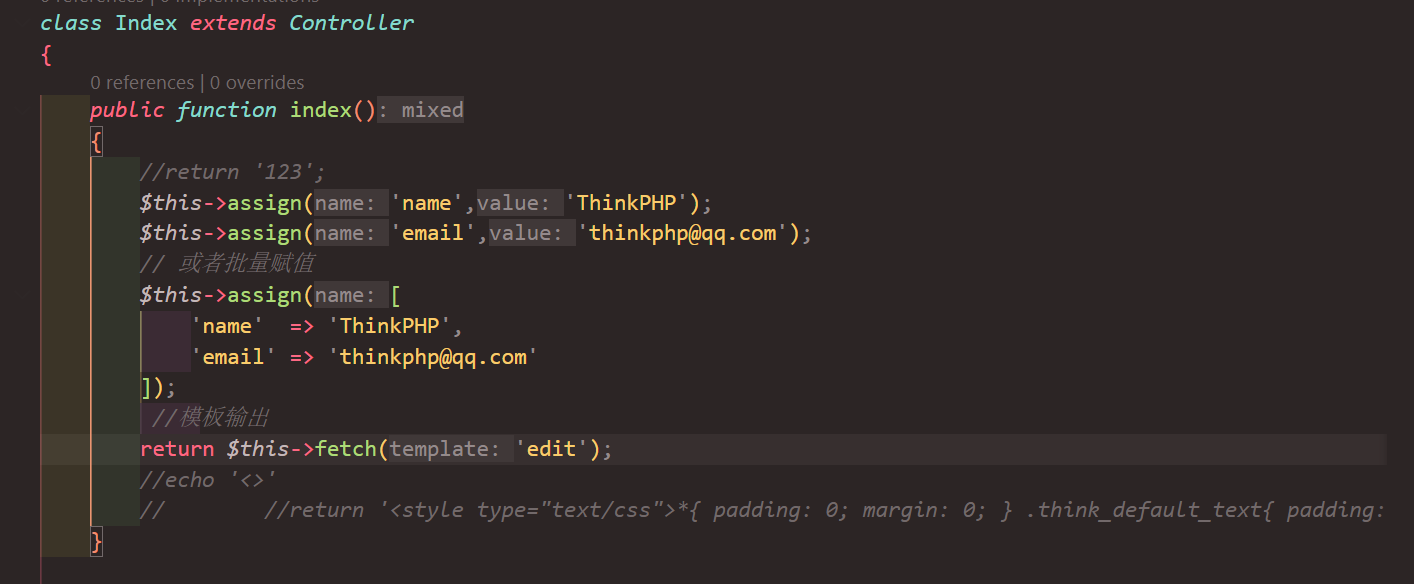 0 references | 0 implementations
class Index extends Controller
{
0 references | 0 overrides
public function index(): mixed
{
//return '123';
$this->assign(name: 'name',value: 'ThinkPHP');
$this->assign(name: 'email',value: 'thinkphp@qq.com');
// 或者批量赋值
$this->assign(name: [
'name'  => 'ThinkPHP',
'email' => 'thinkphp@qq.com'
]);
//模板输出
return $this->fetch(template: 'edit');
//echo '<>'
//        //return '<style type="text/css">*{ padding: 0; margin: 0; } .think_default_text{ padding:
}